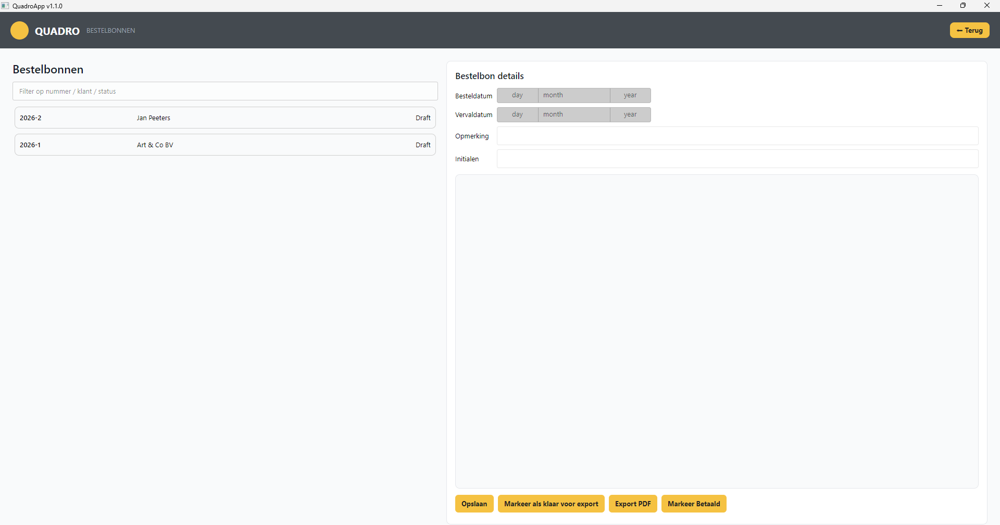 QuadroApp v1.1.0
QUADRO BESTELBONNEN
← Terug
Bestelbonnen
Filter op nummer / klant / status
2026-2 Jan Peeters Draft
2026-1 Art & Co BV Draft
Bestelbon details
Besteldatum day month year
Vervaldatum day month year
Opmerking
Initialen
Opslaan Markeer als klaar voor export Export PDF Markeer Betaald